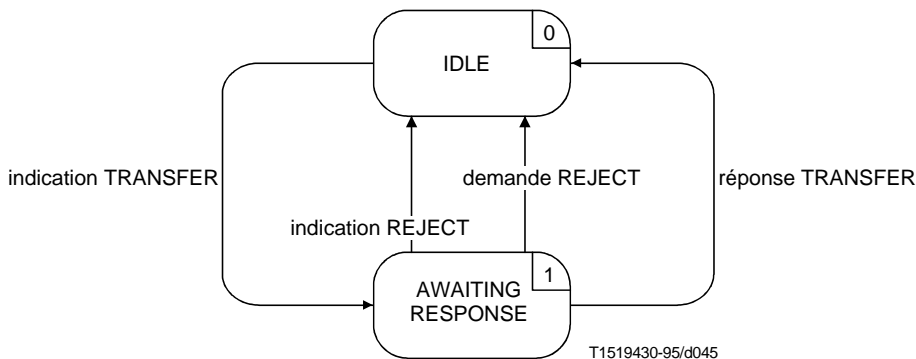 0
IDLE
indication TRANSFER
demande REJECT
réponse TRANSFER
indication REJECT
1
AWAITING
RESPONSE
T1519430-95/d045